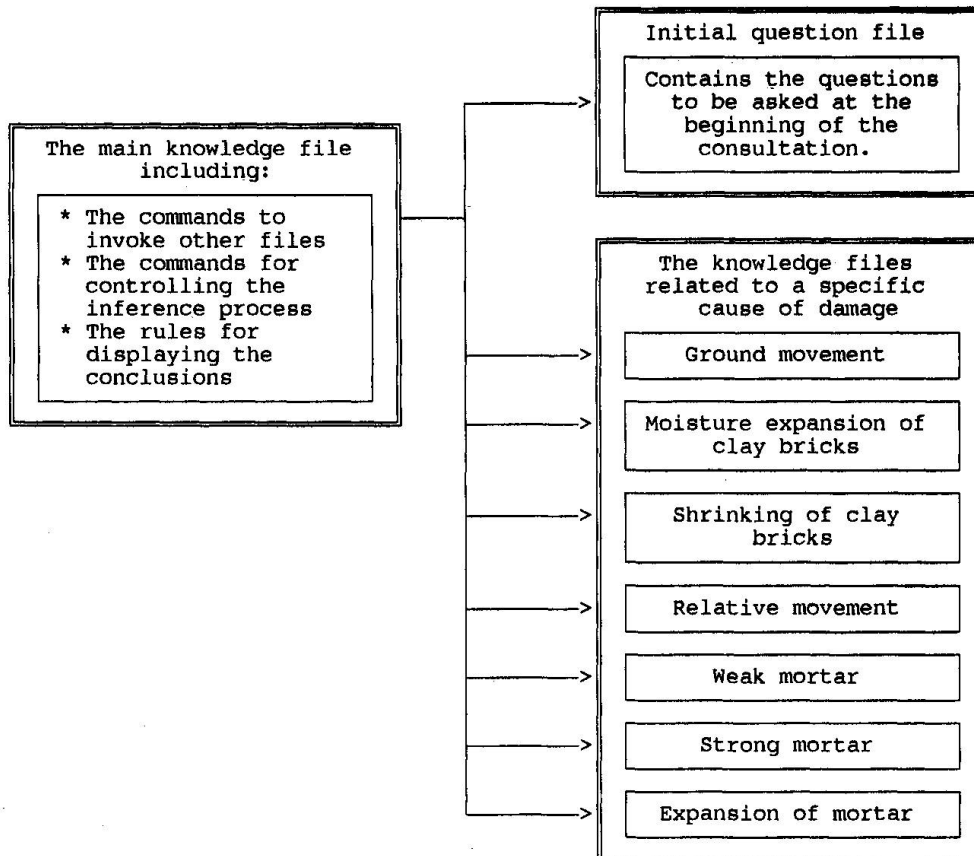 The main knowledge file
including:
* The commands to
invoke other files
* The commands for
controlling the
inference process
* The rules for
displaying the
conclusions
Initial question file
Contains the questions
to be asked at the
beginning of the
consultation.
The knowledge files
related to a specific
cause of damage
Ground movement
Moisture expansion of
clay bricks
Shrinking of clay
bricks
Relative movement
Weak mortar
Strong mortar
Expansion of mortar